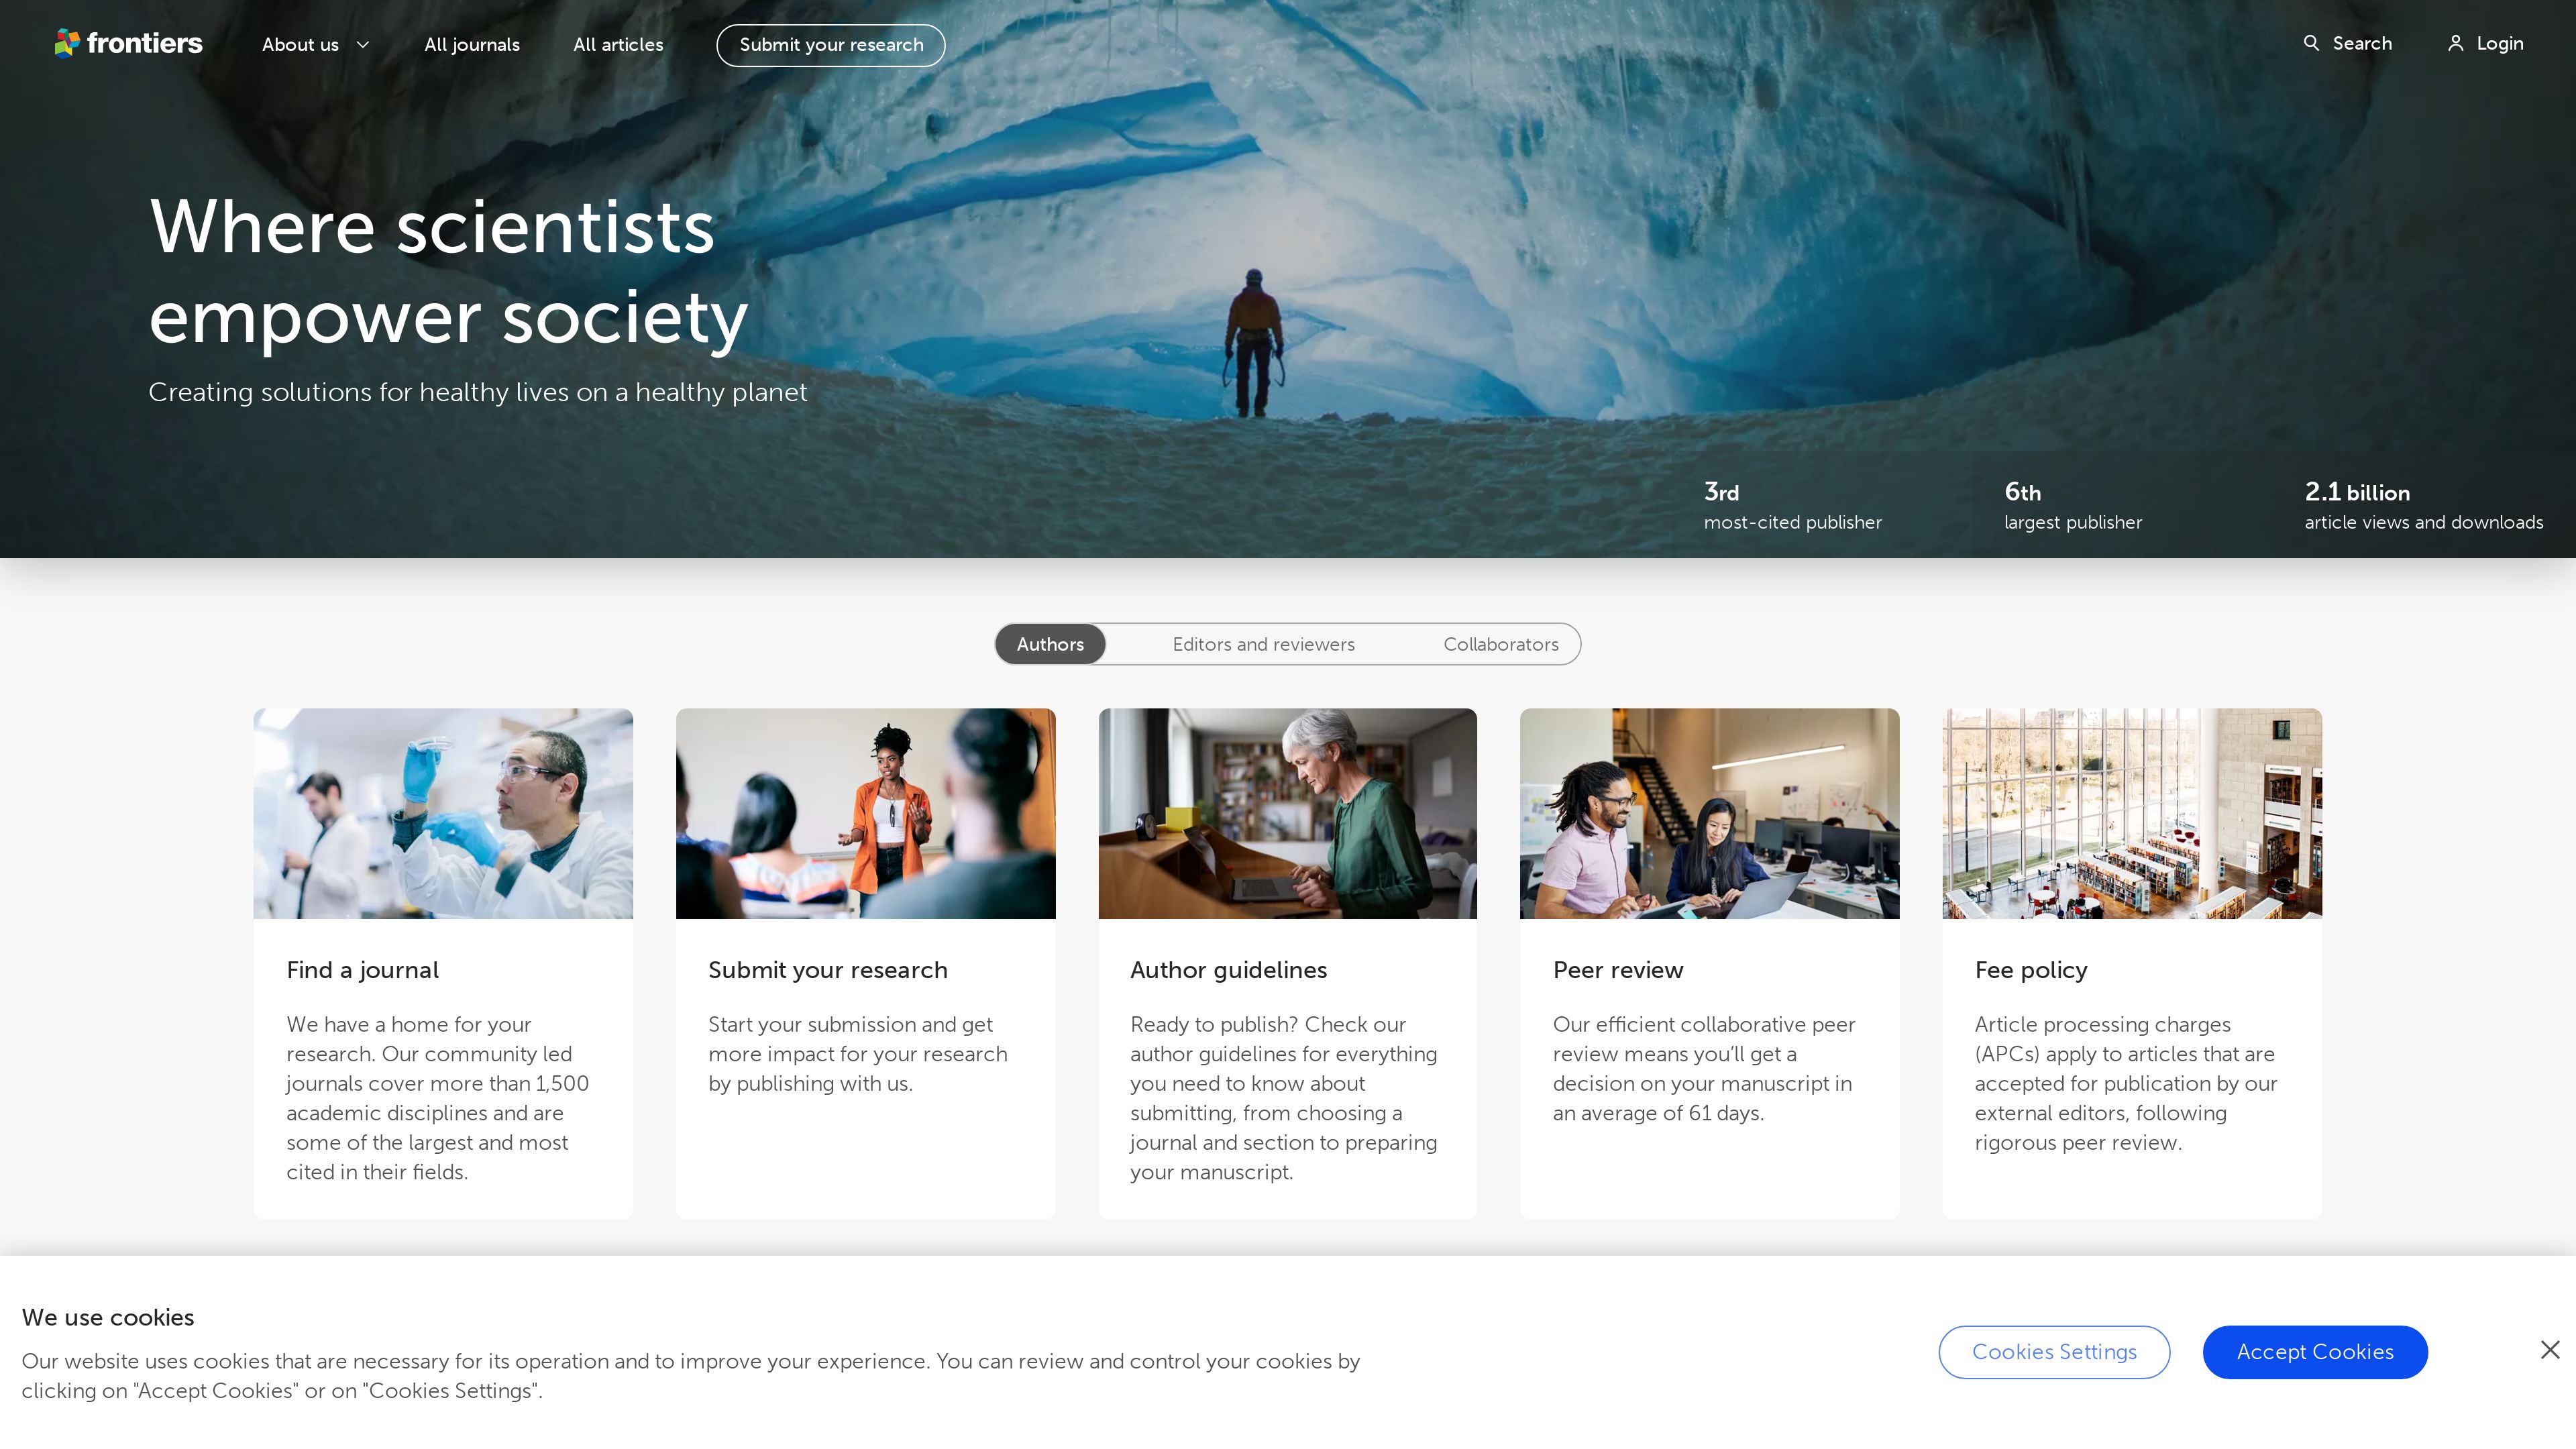 frontiers
About us
All journals
All articles
Submit your research
Search
Login
Where scientists
empower society
Creating solutions for healthy lives on a healthy planet
3rd
most-cited publisher
6th
largest publisher
2.1 billion
article views and downloads
Authors
Editors and reviewers
Collaborators
Find a journal
We have a home for your
research. Our community led
journals cover more than 1,500
academic disciplines and are
some of the largest and most
cited in their fields.
Submit your research
Start your submission and get
more impact for your research
by publishing with us.
Author guidelines
Ready to publish? Check our
author guidelines for everything
you need to know about
submitting, from choosing a
journal and section to preparing
your manuscript.
Peer review
Our efficient collaborative peer
review means you’ll get a
decision on your manuscript in
an average of 61 days.
Fee policy
Article processing charges
(APCs) apply to articles that are
accepted for publication by our
external editors, following
rigorous peer review.
We use cookies
Our website uses cookies that are necessary for its operation and to improve your experience. You can review and control your cookies by
clicking on "Accept Cookies" or on "Cookies Settings".
Cookies Settings
Accept Cookies